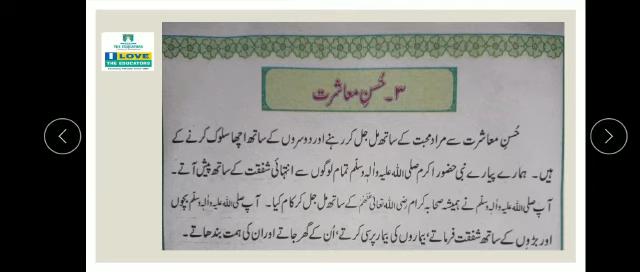 THE EDUCATORS
I LOVE
THE EDUCATORS
۳۔ حُسنِ معاشرت
حُسنِ معاشرت سے مراد محبت کے ساتھ مل جل کر رہنے اور دوسروں کے ساتھ اچھا سلوک کرنے کے
ہیں۔ ہمارے پیارے نبی حضور اکرم صلی اللہ علیہ وآلہٖ وسلم تمام لوگوں سے انتہائی شفقت کے ساتھ پیش آتے۔
آپ صلی اللہ علیہ وآلہٖ وسلم نے ہمیشہ صحابہ کرام رضی اللہ تعالیٰ عنہم کے ساتھ مل جل کر کام کیا۔ آپ صلی اللہ علیہ وآلہٖ وسلم بچوں
اور بڑوں کے ساتھ شفقت فرماتے، بیماروں کی بیمار پرسی کرتے، اُن کے گھر جاتے اور ان کی ہمت بندھاتے۔